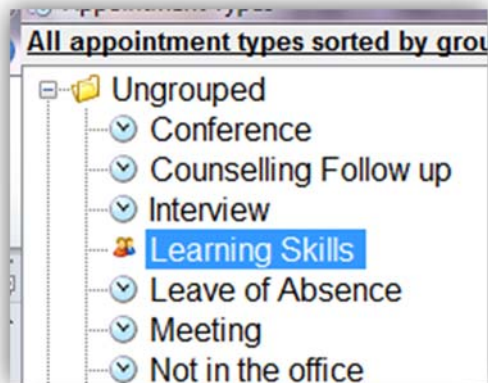 All appointment types sorted by grou
Ungrouped
Conference
Counselling Follow up
Interview
Learning Skills
Leave of Absence
Meeting
Not in the office